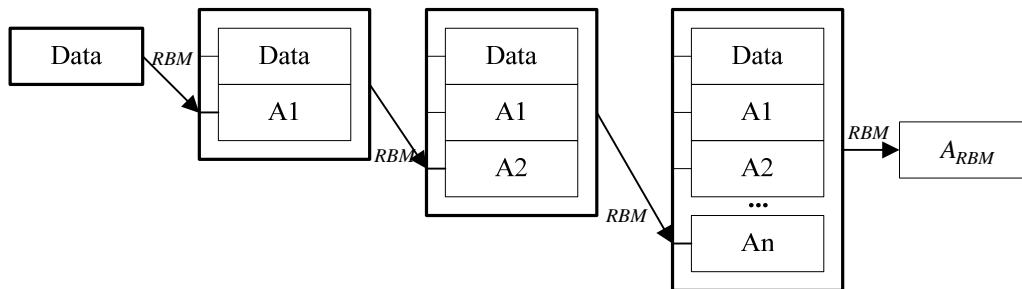 Data
RBM
Data
A1
RBM
Data
A1
A2
RBM
Data
A1
A2
...
An
RBM
A_RBM